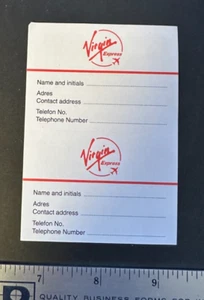 Virgin
Express
Name and initials
Adres
Contact address
Telefon No.
Telephone Number
Virgin
Express
Name and initials
Adres
Contact address
Telefon No.
Telephone Number
7 8 9
QUALITY BUSINESS FORMS